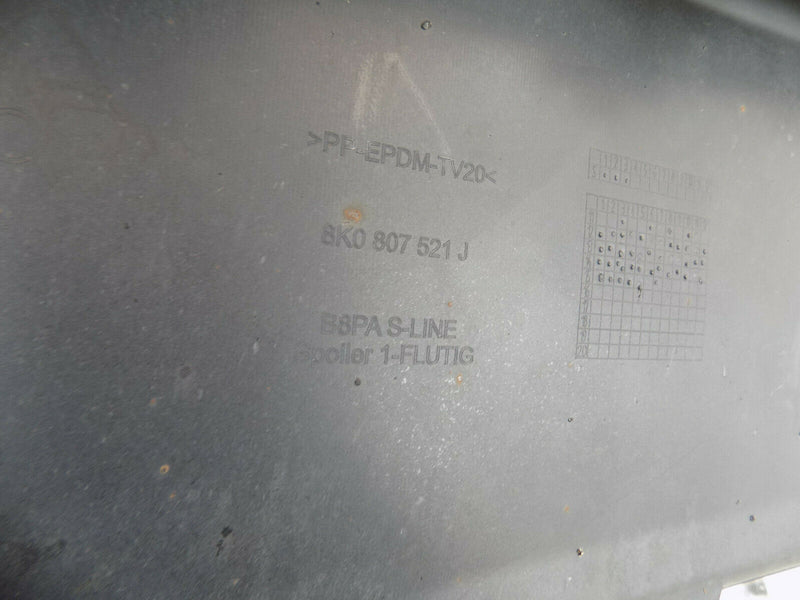 >PP-EPDM-TV20<
8K0 807 521 J
B8PA S-LINE
Spoiler 1-FLUTIG